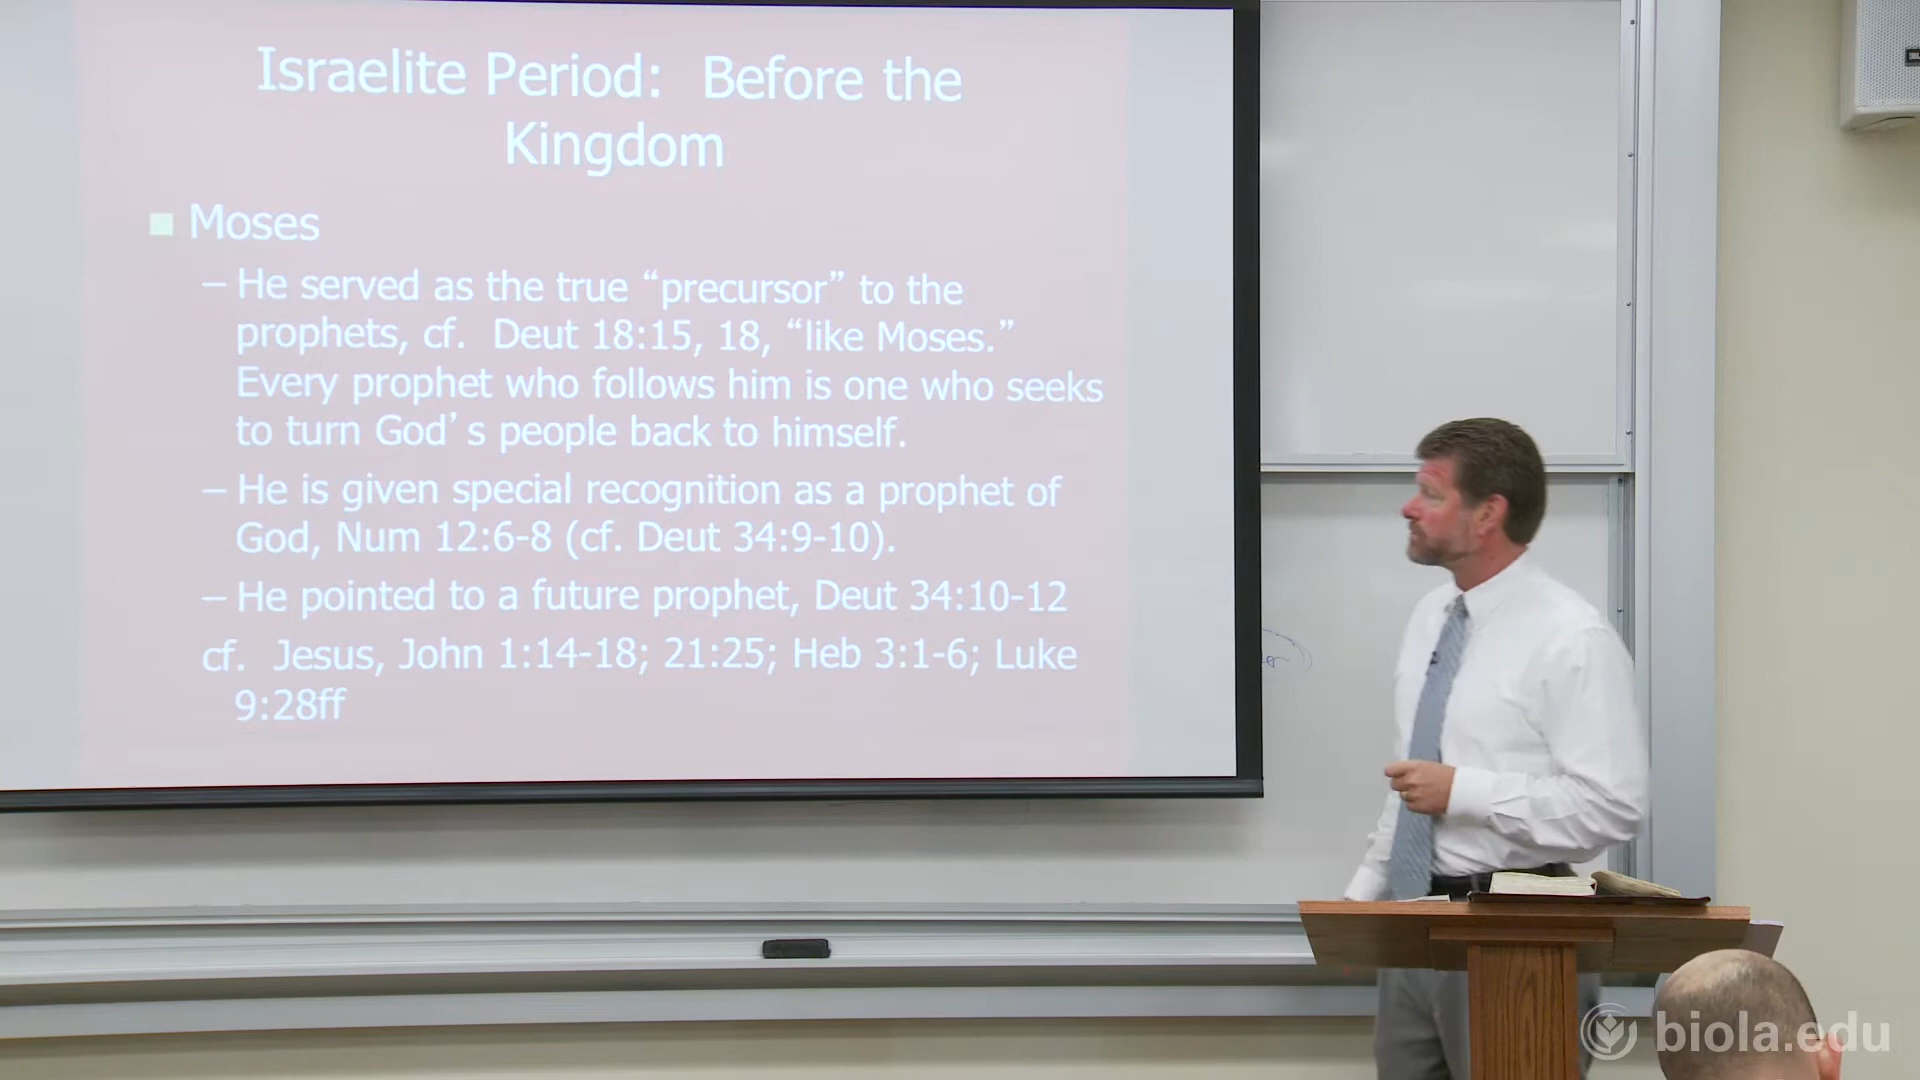 Israelite Period: Before the
Kingdom
Moses
– He served as the true “precursor” to the
prophets, cf. Deut 18:15, 18, “like Moses.”
Every prophet who follows him is one who seeks
to turn God’s people back to himself.
– He is given special recognition as a prophet of
God, Num 12:6-8 (cf. Deut 34:9-10).
– He pointed to a future prophet, Deut 34:10-12
cf. Jesus, John 1:14-18; 21:25; Heb 3:1-6; Luke
9:28ff
biola.edu